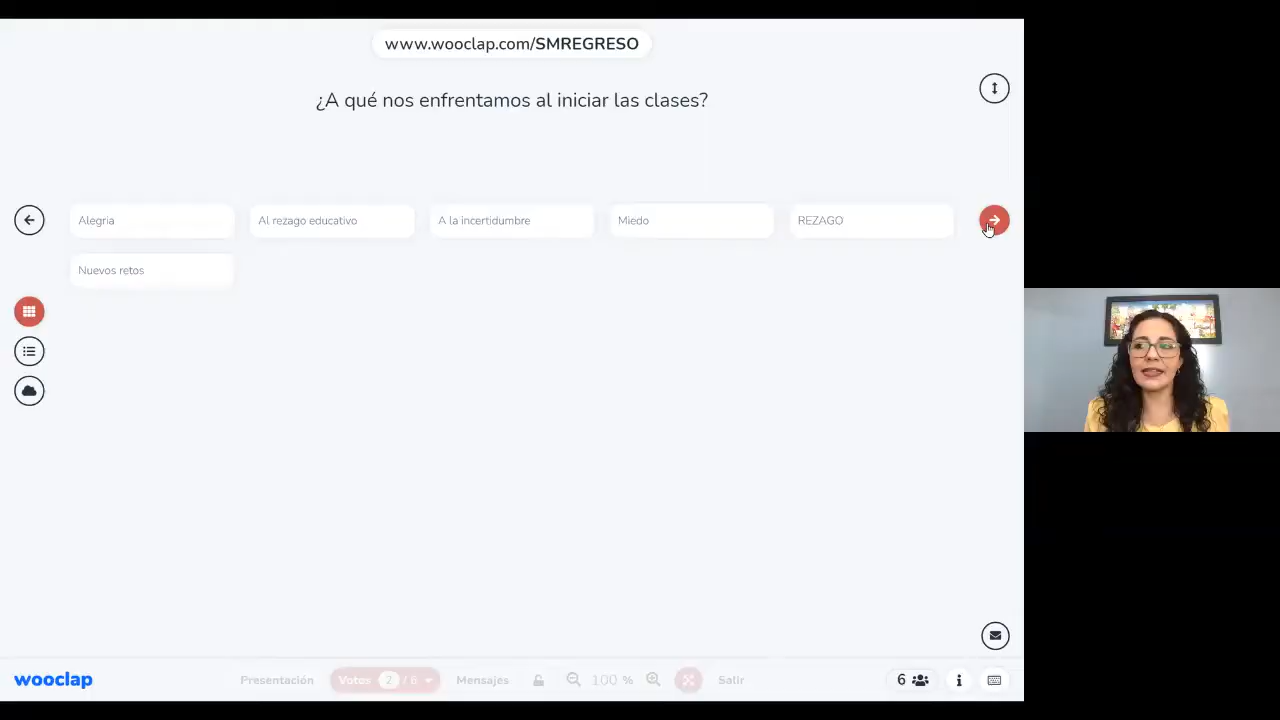 www.wooclap.com/SMREGRESO
¿A qué nos enfrentamos al iniciar las clases?
Alegria
Al rezago educativo
A la incertidumbre
Miedo
REZAGO
Nuevos retos
wooclap
Presentación
Votos 2 / 6
Mensajes
100 %
Salir
6